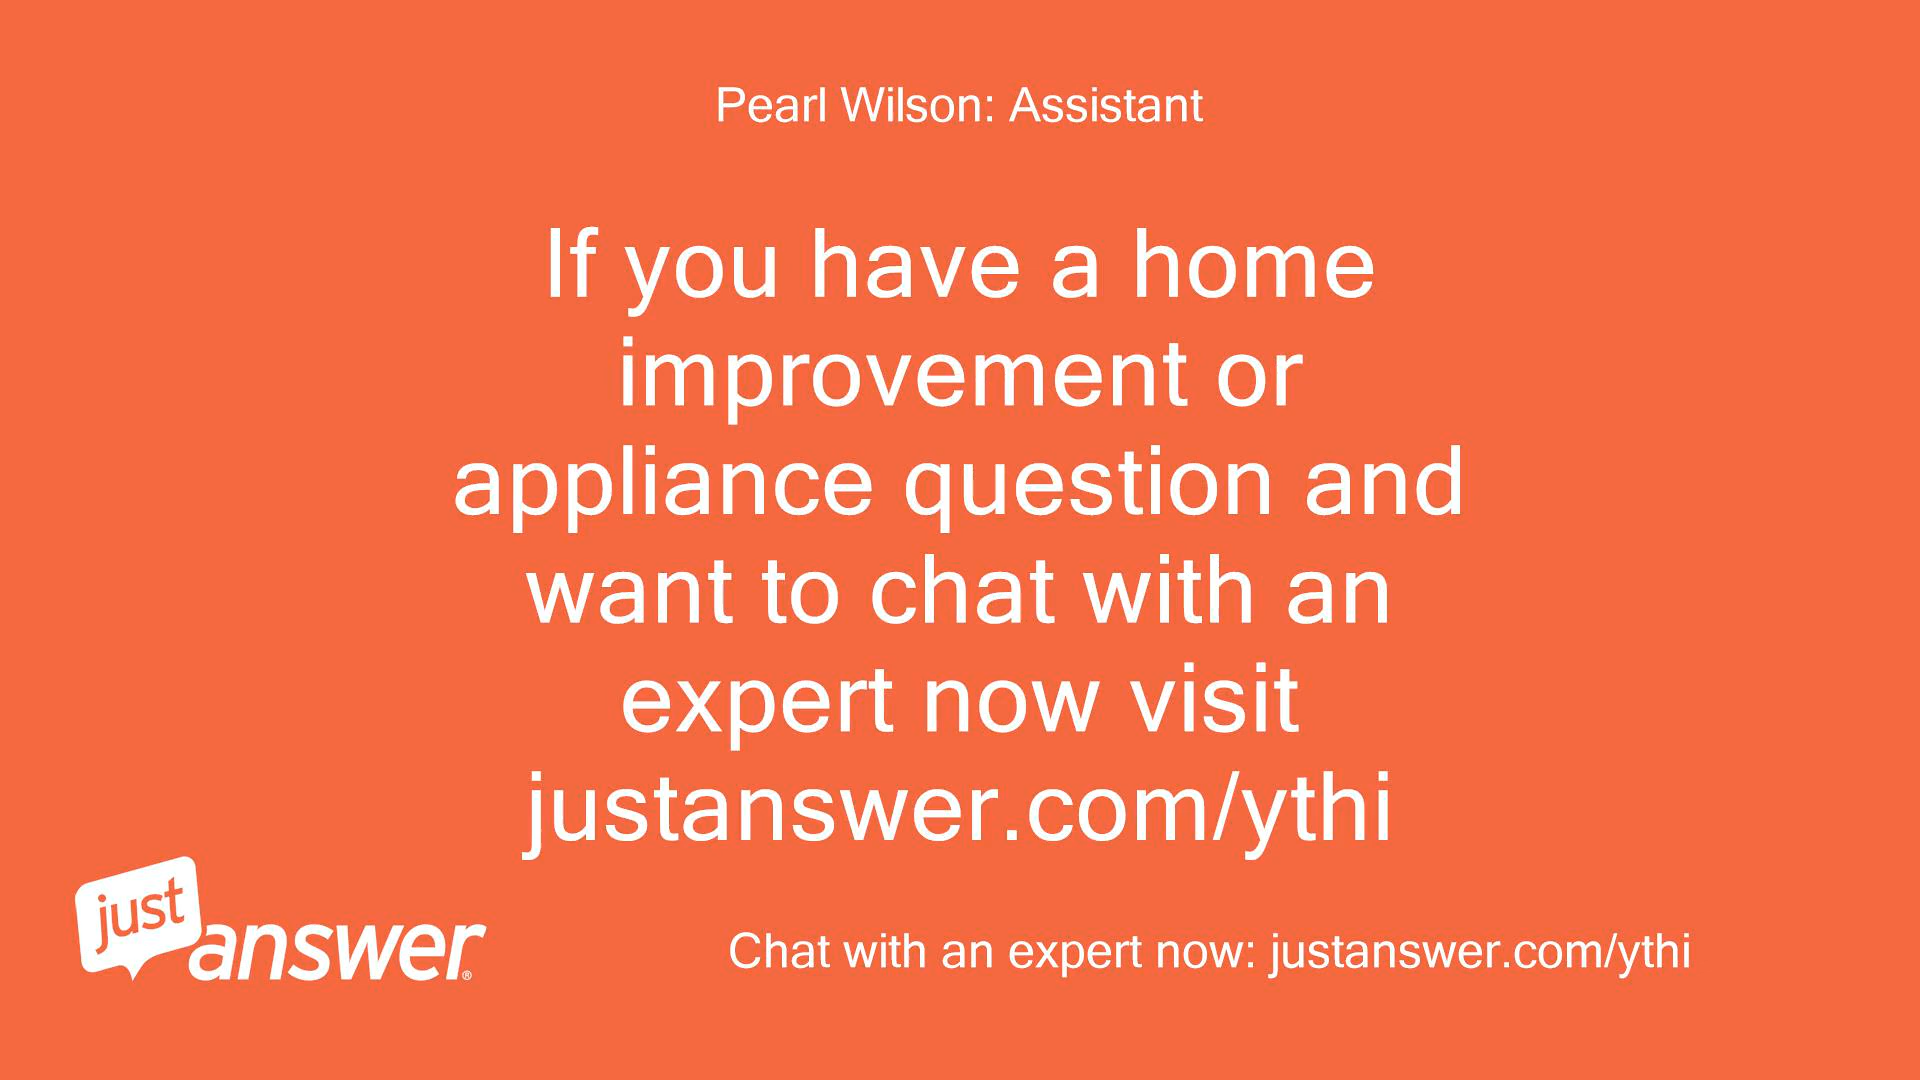 Pearl Wilson: Assistant
If you have a home
improvement or
appliance question and
want to chat with an
expert now visit
justanswer.com/ythi
just
answer®
Chat with an expert now: justanswer.com/ythi